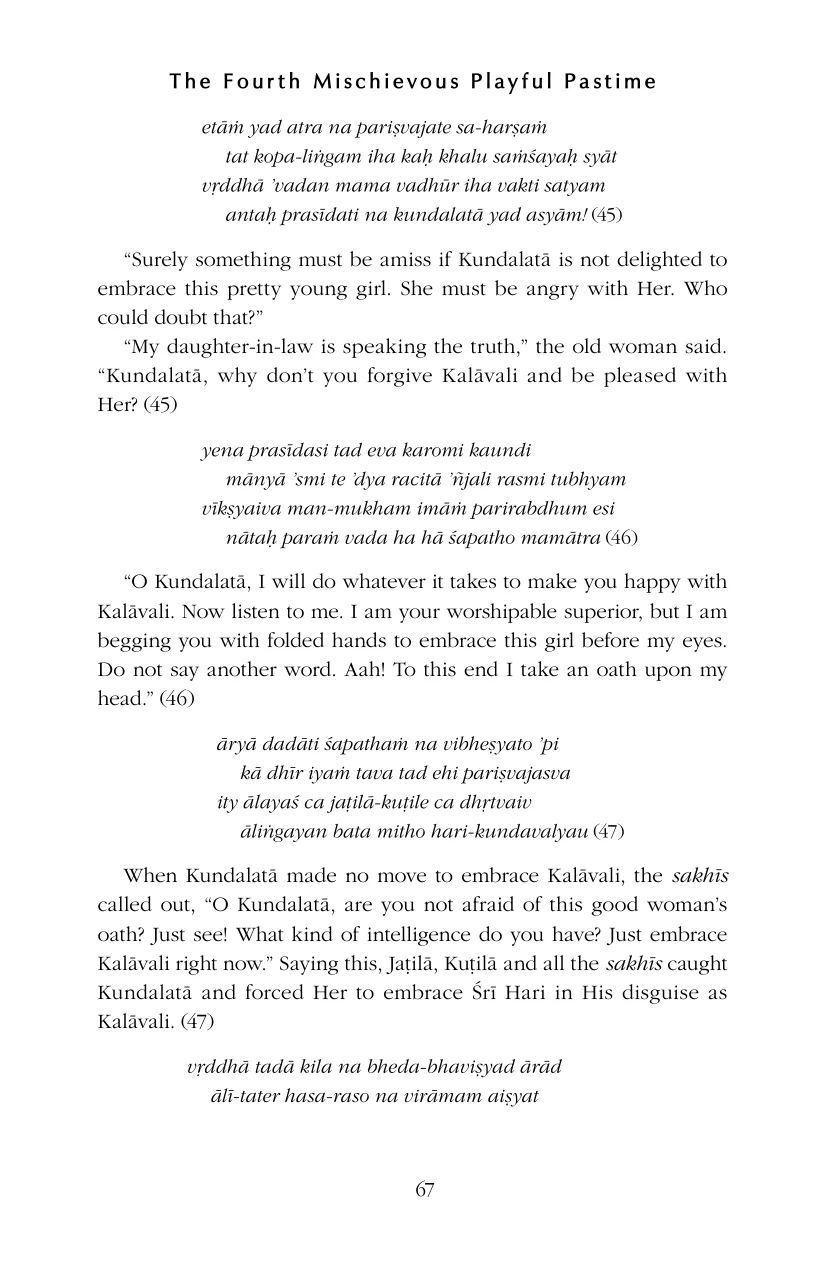 The Fourth Mischievous Playful Pastime
etāṁ yad atra na pariṣvajate sa-harṣaṁ
tat kopa-liṅgam iha kaḥ khalu saṁśayaḥ syāt
vṛddhā ’vadan mama vadhūr iha vakti satyam
antaḥ prasīdati na kundalatā yad asyām! (45)
“Surely something must be amiss if Kundalatā is not delighted to
embrace this pretty young girl. She must be angry with Her. Who
could doubt that?”
“My daughter-in-law is speaking the truth,” the old woman said.
“Kundalatā, why don’t you forgive Kalāvali and be pleased with
Her? (45)
yena prasīdasi tad eva karomi kaundi
mānyā ’smi te ’dya racitā ’ñjali rasmi tubhyam
vīkṣyaiva man-mukham imāṁ parirabdhum esi
nātaḥ paraṁ vada ha hā śapatho mamātra (46)
“O Kundalatā, I will do whatever it takes to make you happy with
Kalāvali. Now listen to me. I am your worshipable superior, but I am
begging you with folded hands to embrace this girl before my eyes.
Do not say another word. Aah! To this end I take an oath upon my
head.” (46)
āryā dadāti śapathaṁ na vibheṣyato ’pi
kā dhīr iyaṁ tava tad ehi pariṣvajasva
ity ālayaś ca jaṭilā-kuṭile ca dhṛtvaiv
āliṅgayan bata mitho hari-kundavalyau (47)
When Kundalatā made no move to embrace Kalāvali, the sakhīs
called out, “O Kundalatā, are you not afraid of this good woman’s
oath? Just see! What kind of intelligence do you have? Just embrace
Kalāvali right now.” Saying this, Jaṭilā, Kuṭilā and all the sakhīs caught
Kundalatā and forced Her to embrace Śrī Hari in His disguise as
Kalāvali. (47)
vṛddhā tadā kila na bheda-bhaviṣyad ārād
ālī-tater hasa-raso na virāmam aiṣyat
67